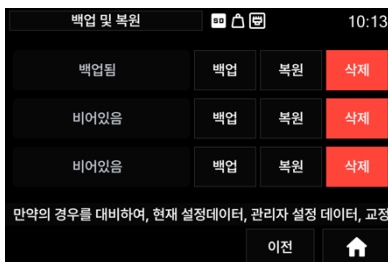 백업 및 복원 SD 10:13
백업됨 백업 복원 삭제
비어있음 백업 복원 삭제
비어있음 백업 복원 삭제
만약의 경우를 대비하여, 현재 설정데이터, 관리자 설정 데이터, 교정
이전